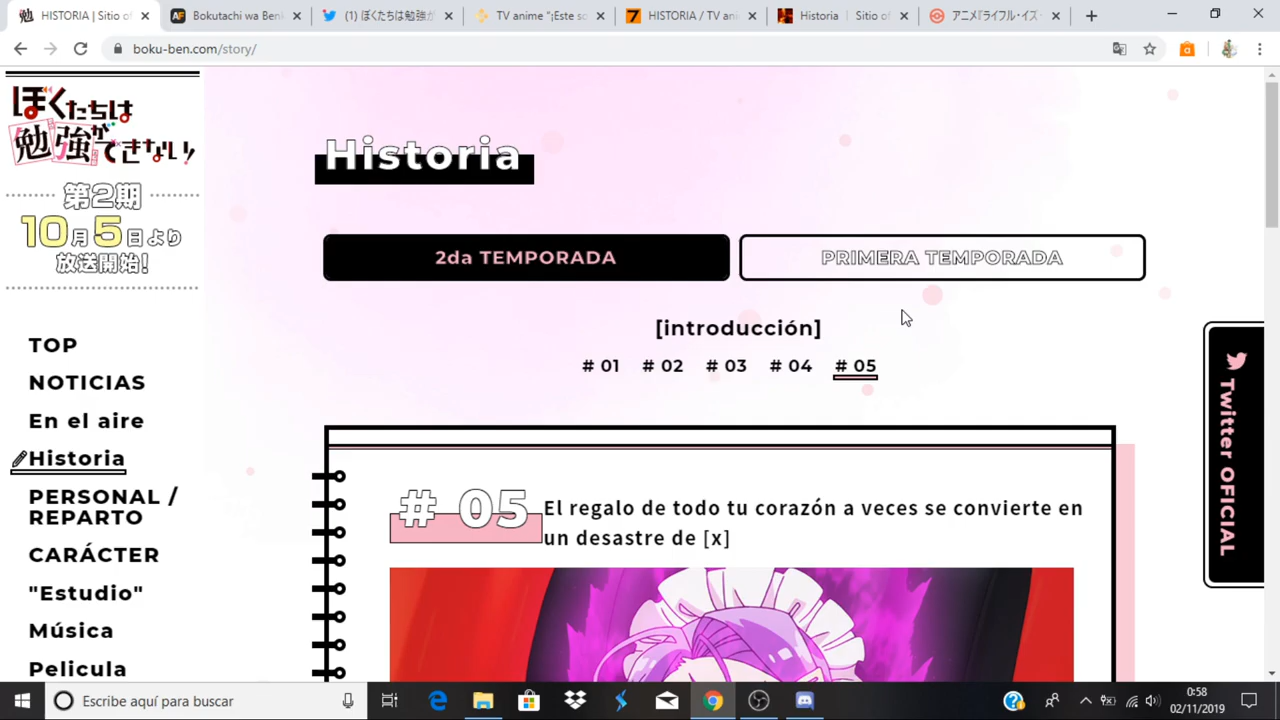 HISTORIA | Sitio of
Bokutachi wa Benk
(1) ぼくたちは勉強が
TV anime "¡Este so
HISTORIA / TV an
Historia | Sitio of
アニメ『ライフル・イズ・
boku-ben.com/story/
ぼくたちは
勉強が
できない!
第2期
10月5日より
放送開始!
TOP
NOTICIAS
En el aire
Historia
PERSONAL /
REPARTO
CARÁCTER
"Estudio"
Música
Pelicula
Historia
2da TEMPORADA
PRIMERA TEMPORADA
[introducción]
# 01 # 02 # 03 # 04 # 05
# 05
El regalo de todo tu corazón a veces se convierte en
un desastre de [x]
Twitter OFICIAL
Escribe aquí para buscar
0:58
02/11/2019